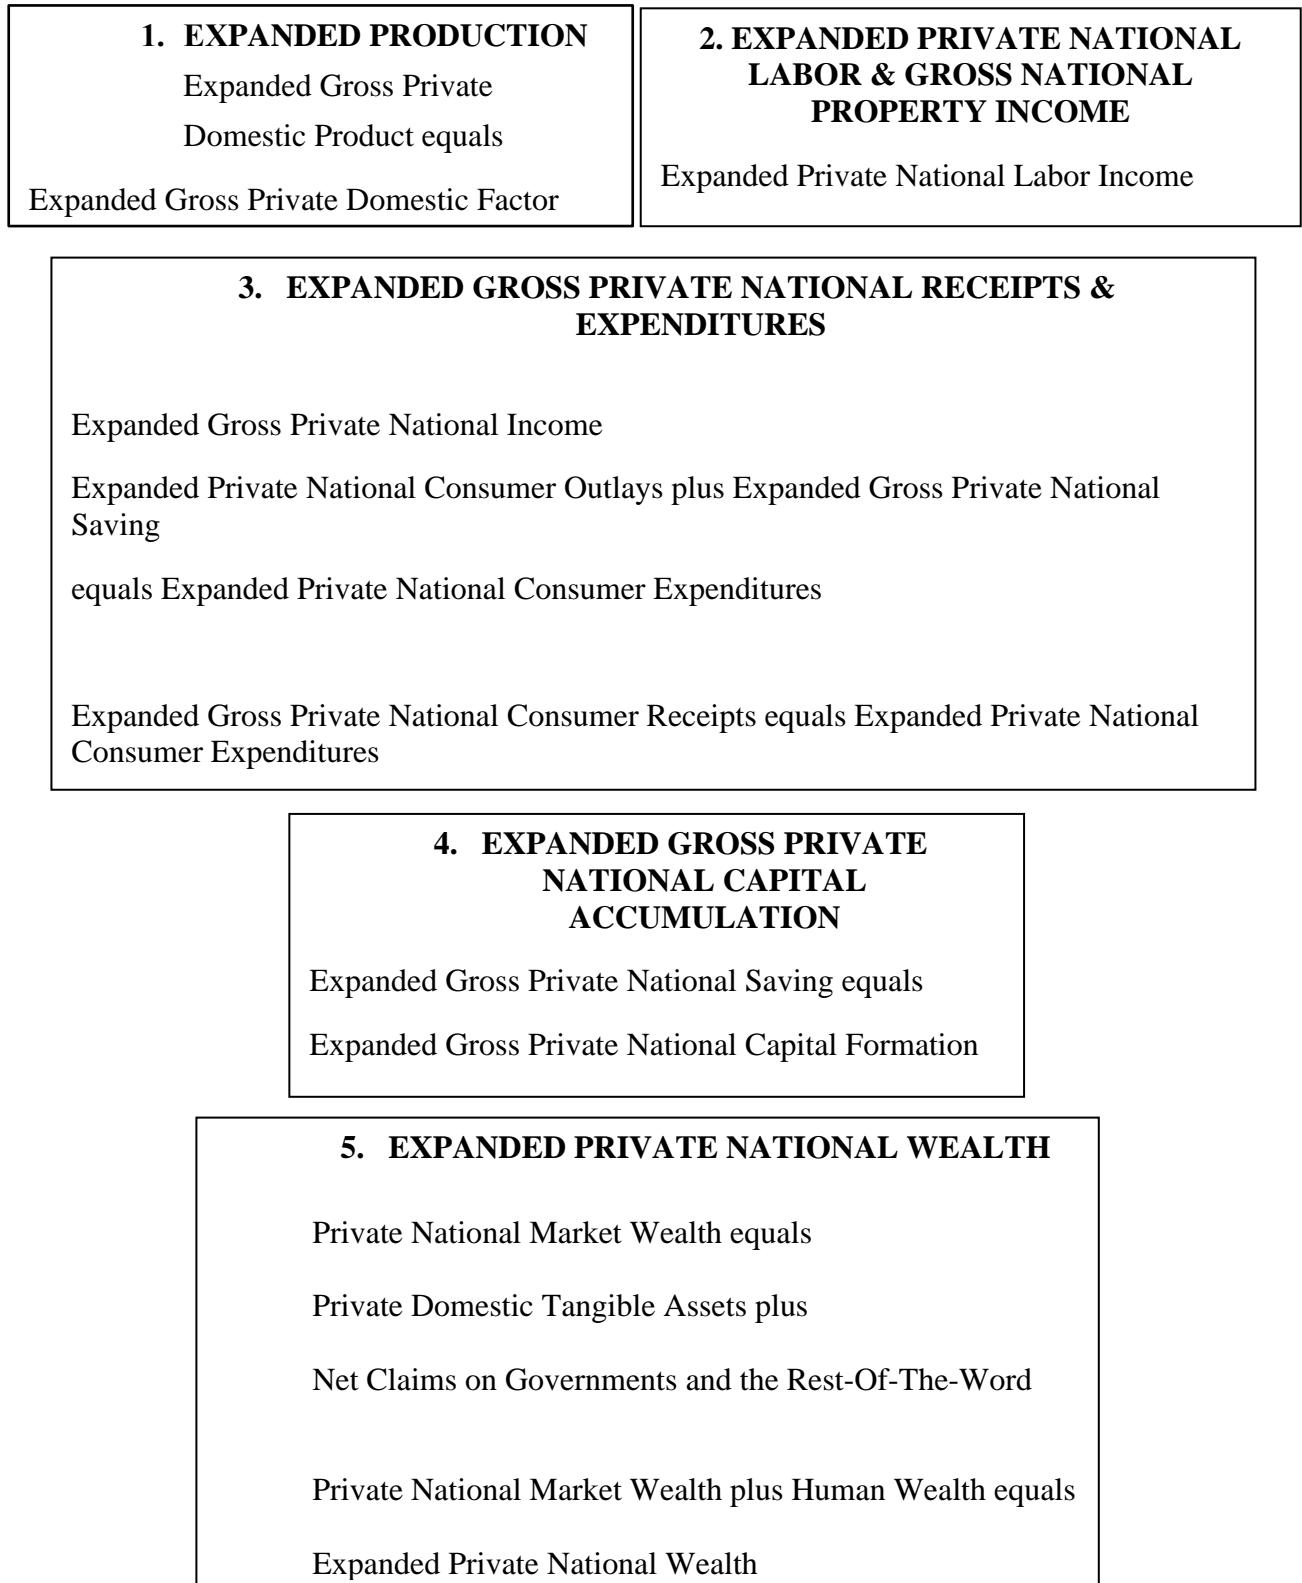 1. EXPANDED PRODUCTION
Expanded Gross Private
Domestic Product equals
Expanded Gross Private Domestic Factor
2. EXPANDED PRIVATE NATIONAL
LABOR & GROSS NATIONAL
PROPERTY INCOME
Expanded Private National Labor Income
3. EXPANDED GROSS PRIVATE NATIONAL RECEIPTS &
EXPENDITURES
Expanded Gross Private National Income
Expanded Private National Consumer Outlays plus Expanded Gross Private National
Saving
equals Expanded Private National Consumer Expenditures
Expanded Gross Private National Consumer Receipts equals Expanded Private National
Consumer Expenditures
4. EXPANDED GROSS PRIVATE
NATIONAL CAPITAL
ACCUMULATION
Expanded Gross Private National Saving equals
Expanded Gross Private National Capital Formation
5. EXPANDED PRIVATE NATIONAL WEALTH
Private National Market Wealth equals
Private Domestic Tangible Assets plus
Net Claims on Governments and the Rest-Of-The-Word
Private National Market Wealth plus Human Wealth equals
Expanded Private National Wealth